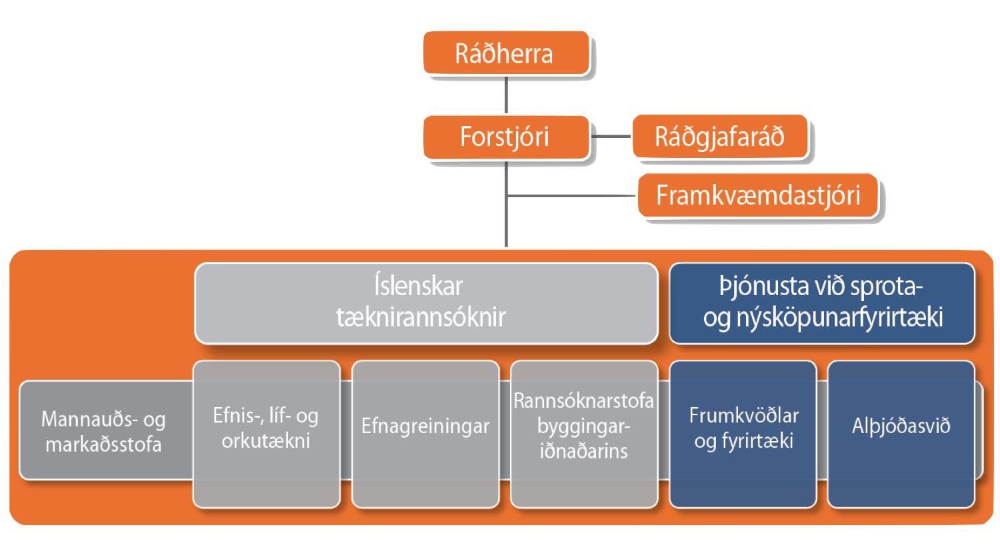 Ráðherra
Forstjóri
Ráðgjafaráð
Framkvæmdastjóri
Íslenskar
tæknirannsóknir
Þjónusta við sprota-
og nýsköpunarfyrirtæki
Mannauðs- og
markaðsstofa
Efnis-, líf- og
orkutækni
Efnagreiningar
Rannsóknarstofa
byggingar-
iðnaðarins
Frumkvöðlar
og fyrirtæki
Alþjóðasvið